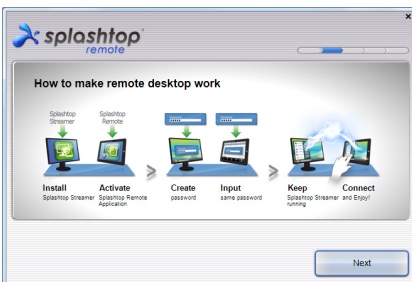 splashtop
remote
How to make remote desktop work
Splashtop Streamer
Splashtop Remote
Install
Splashtop Streamer
Activate
Splashtop Remote Application
Create
password
Input
same password
Keep
Splashtop Streamer running
Connect
and Enjoy!
Next